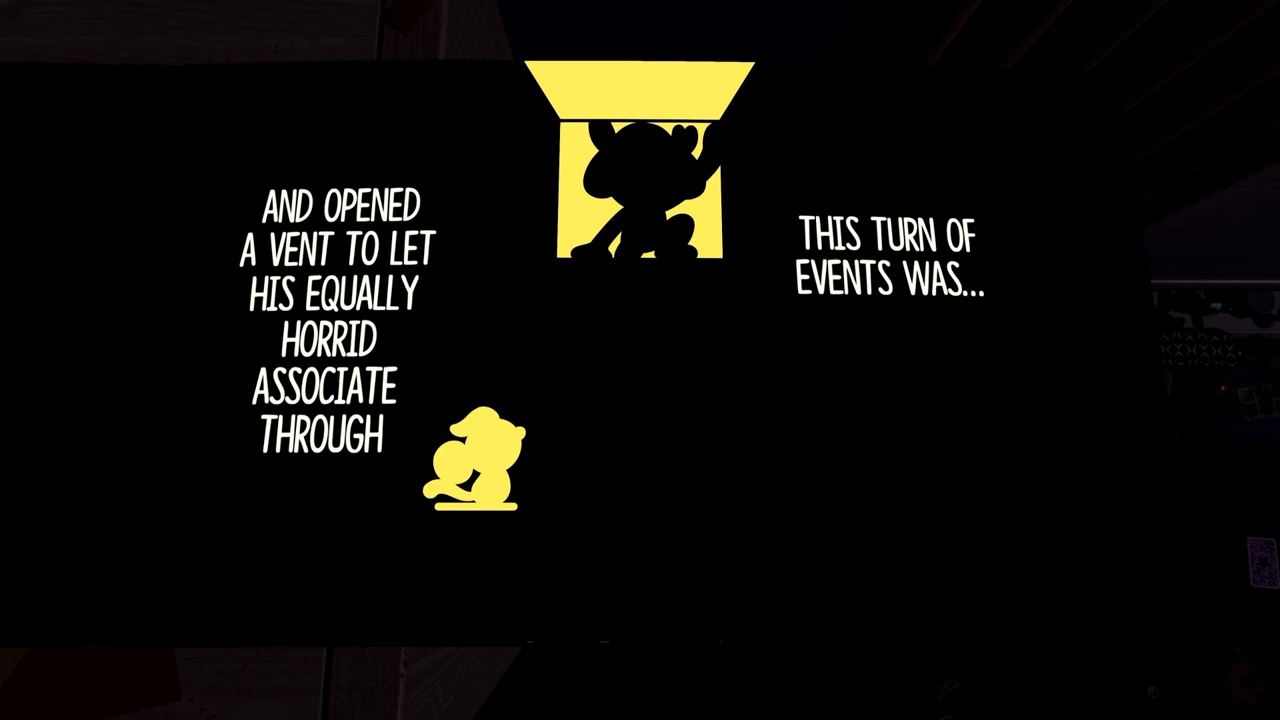 AND OPENED
A VENT TO LET
HIS EQUALLY
HORRID
ASSOCIATE
THROUGH
THIS TURN OF
EVENTS WAS...